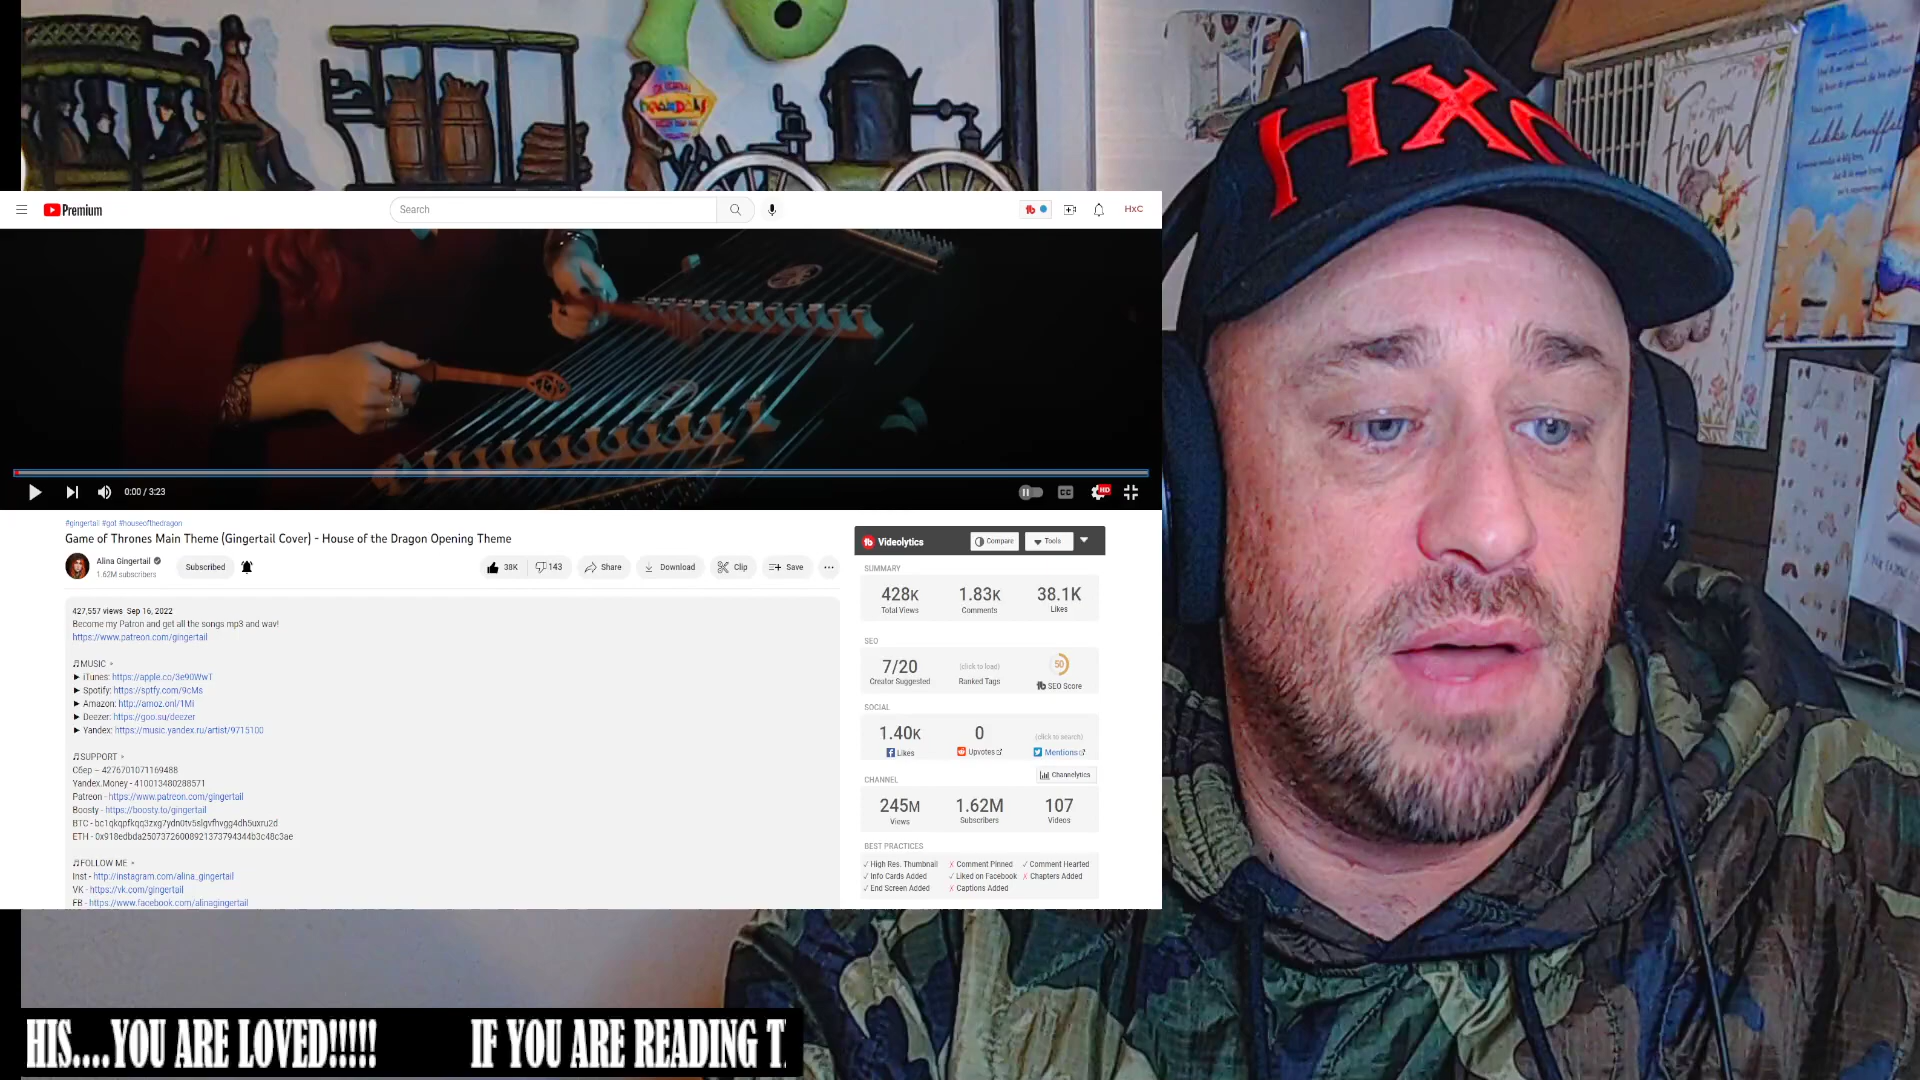 HXC
Friend
dikke knuffel
Premium
Search
HxC
0:00 / 3:23
CC
HD
#gingertail #got #houseofthedragon
Game of Thrones Main Theme (Gingertail Cover) - House of the Dragon Opening Theme
Alina Gingertail
1.62M subscribers
Subscribed
38K
143
Share
Download
Clip
Save
427,557 views Sep 16, 2022
Become my Patron and get all the songs mp3 and wav!
https://www.patreon.com/gingertail
♫MUSIC
► iTunes: https://apple.co/3e90WwT
► Spotify: https://sptfy.com/9cMs
► Amazon: http://amoz.onl/1Mi
► Deezer: https://goo.su/deezer
► Yandex: https://music.yandex.ru/artist/9715100
♫SUPPORT
Сбер – 4276701071169488
Yandex.Money - 410013480288571
Patreon - https://www.patreon.com/gingertail
Boosty - https://boosty.to/gingertail
♫FOLLOW ME
Inst - http://instagram.com/alina_gingertail
VK - https://vk.com/gingertail
FB - https://www.facebook.com/alinagingertail
Videolytics
Compare
Tools
SUMMARY
428K
Total Views
1.83K
Comments
38.1K
Likes
SEO
7/20
Creator Suggested
(click to load)
Ranked Tags
50
SEO Score
SOCIAL
1.40K
Likes
0
Upvotes
(click to search)
Mentions
CHANNEL
Channelytics
245M
Views
1.62M
Subscribers
107
Videos
BEST PRACTICES
✓ High Res. Thumbnail ✗ Comment Pinned ✓ Comment Hearted
✓ Info Cards Added ✓ Liked on Facebook ✗ Chapters Added
✓ End Screen Added ✗ Captions Added
HIS....YOU ARE LOVED!!!!! IF YOU ARE READING T